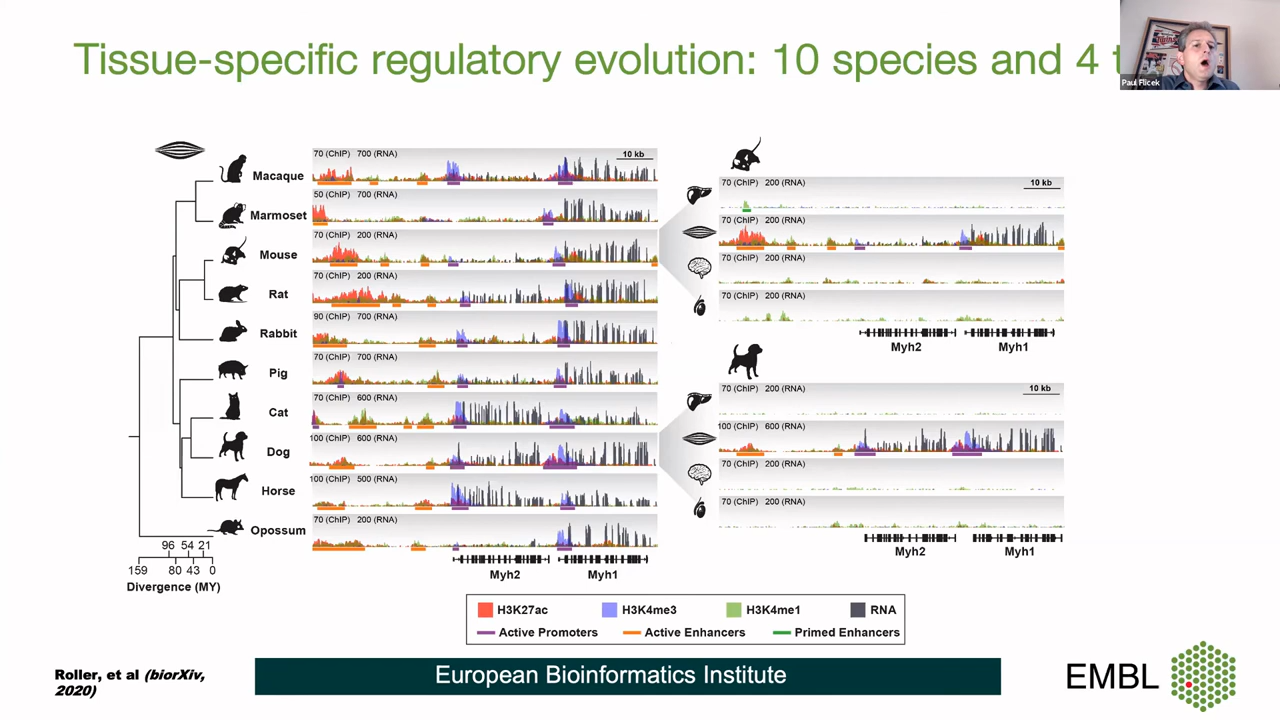 Tissue-specific regulatory evolution: 10 species and 4 t
Paul Flicek
Macaque
Marmoset
Mouse
Rat
Rabbit
Pig
Cat
Dog
Horse
Opossum
96 54 21
159 80 43 0
Divergence (MY)
70 (ChIP) 700 (RNA)
10 kb
50 (ChIP) 700 (RNA)
70 (ChIP) 200 (RNA)
70 (ChIP) 200 (RNA)
90 (ChIP) 700 (RNA)
70 (ChIP) 700 (RNA)
70 (ChIP) 600 (RNA)
100 (ChIP) 600 (RNA)
100 (ChIP) 500 (RNA)
70 (ChIP) 200 (RNA)
Myh2 Myh1
70 (ChIP) 200 (RNA)
10 kb
70 (ChIP) 200 (RNA)
70 (ChIP) 200 (RNA)
70 (ChIP) 200 (RNA)
Myh2 Myh1
70 (ChIP) 200 (RNA)
10 kb
100 (ChIP) 600 (RNA)
70 (ChIP) 200 (RNA)
70 (ChIP) 200 (RNA)
Myh2 Myh1
H3K27ac H3K4me3 H3K4me1 RNA
Active Promoters Active Enhancers Primed Enhancers
Roller, et al (biorXiv,
2020)
European Bioinformatics Institute
EMBL